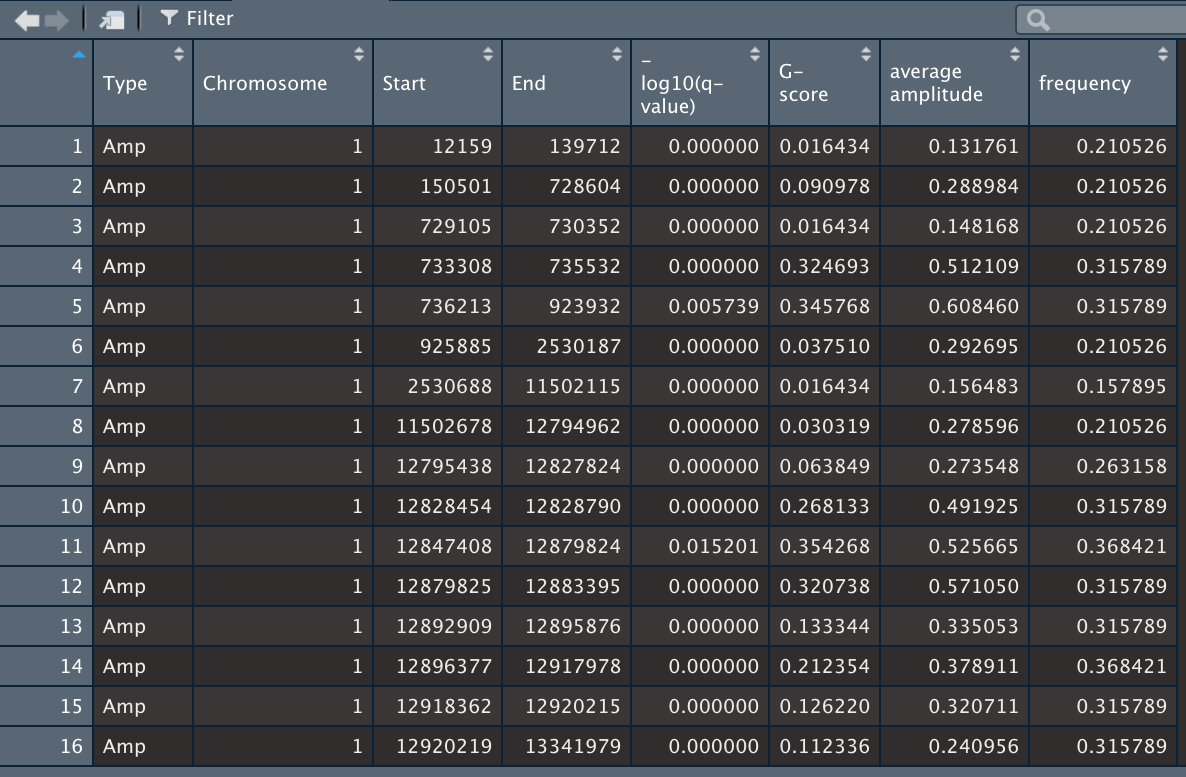 Filter
Type Chromosome Start End -log10(q-value) G-score average amplitude frequency
1 Amp 1 12159 139712 0.000000 0.016434 0.131761 0.210526
2 Amp 1 150501 728604 0.000000 0.090978 0.288984 0.210526
3 Amp 1 729105 730352 0.000000 0.016434 0.148168 0.210526
4 Amp 1 733308 735532 0.000000 0.324693 0.512109 0.315789
5 Amp 1 736213 923932 0.005739 0.345768 0.608460 0.315789
6 Amp 1 925885 2530187 0.000000 0.037510 0.292695 0.210526
7 Amp 1 2530688 11502115 0.000000 0.016434 0.156483 0.157895
8 Amp 1 11502678 12794962 0.000000 0.030319 0.278596 0.210526
9 Amp 1 12795438 12827824 0.000000 0.063849 0.273548 0.263158
10 Amp 1 12828454 12828790 0.000000 0.268133 0.491925 0.315789
11 Amp 1 12847408 12879824 0.015201 0.354268 0.525665 0.368421
12 Amp 1 12879825 12883395 0.000000 0.320738 0.571050 0.315789
13 Amp 1 12892909 12895876 0.000000 0.133344 0.335053 0.315789
14 Amp 1 12896377 12917978 0.000000 0.212354 0.378911 0.368421
15 Amp 1 12918362 12920215 0.000000 0.126220 0.320711 0.315789
16 Amp 1 12920219 13341979 0.000000 0.112336 0.240956 0.315789